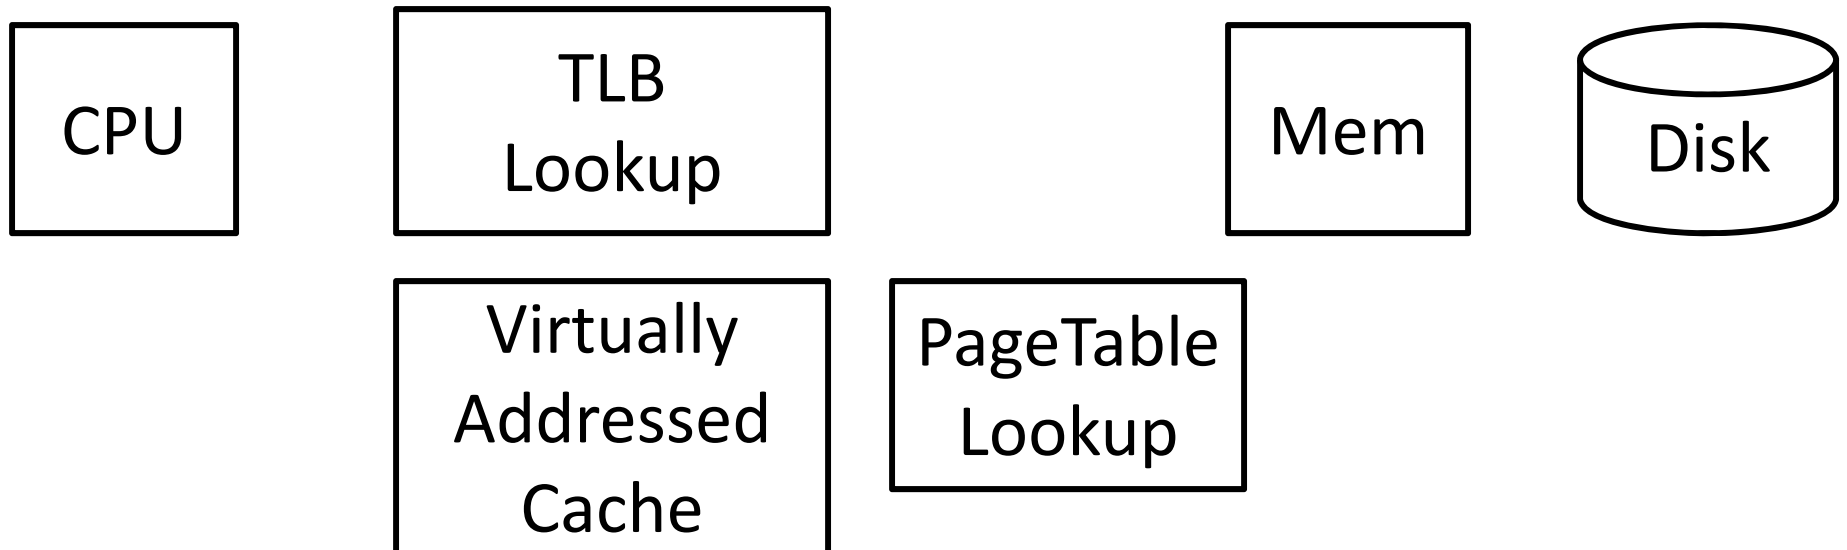 CPU
TLB
Lookup
Mem
Disk
Virtually
Addressed
Cache
PageTable
Lookup